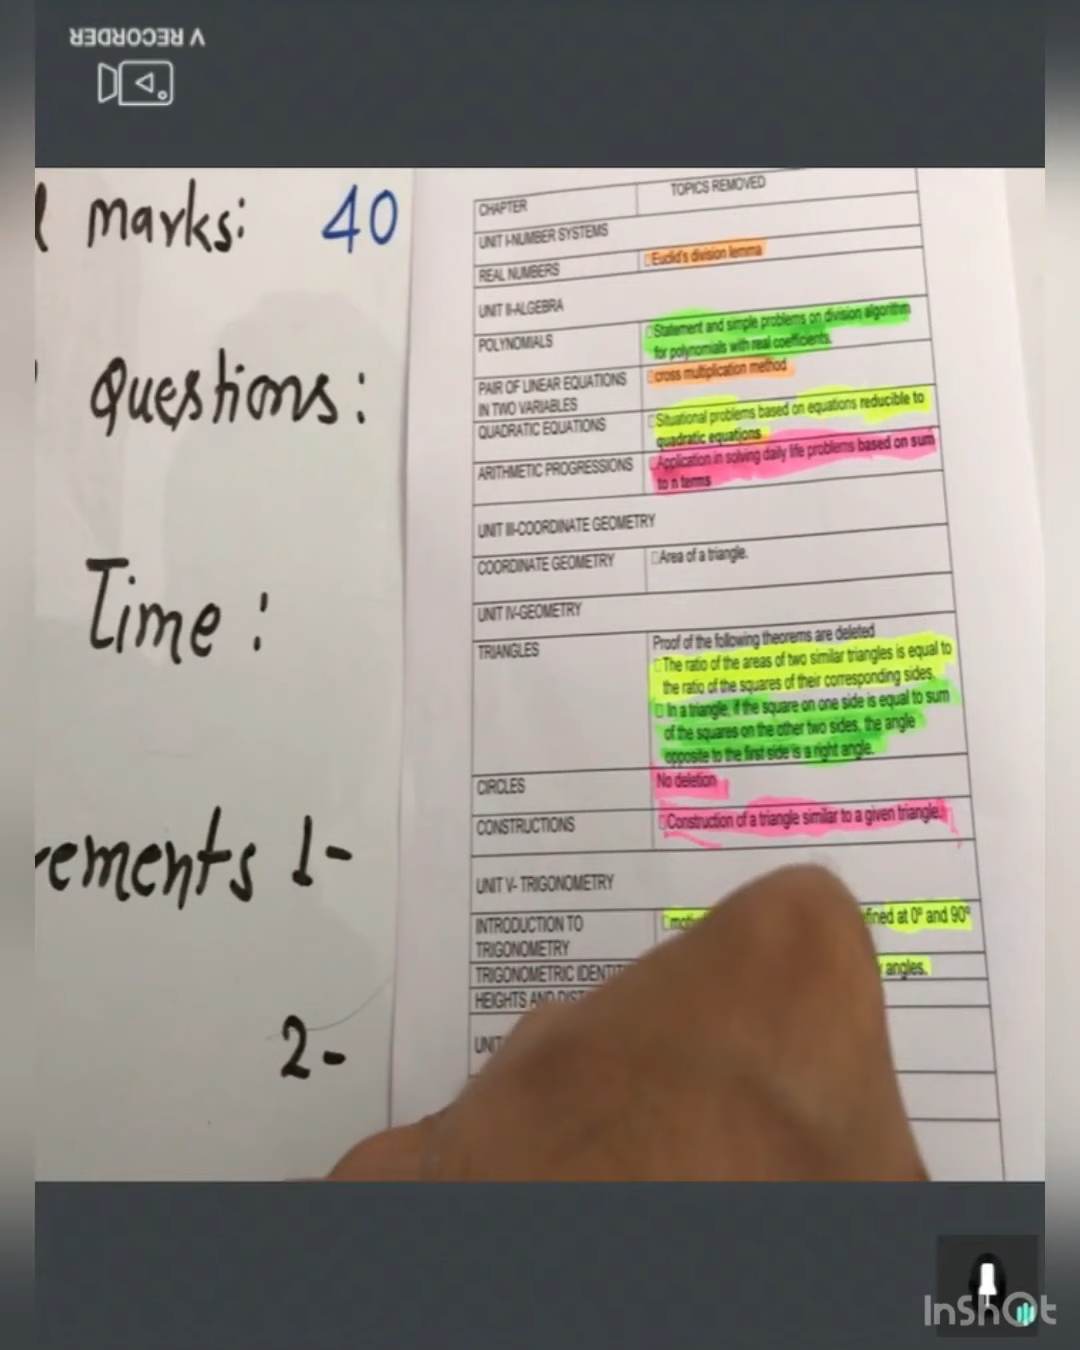 V RECORDER
marks: 40
Questions:
Time :
ements 1-
2-
CHAPTER TOPICS REMOVED
UNIT I-NUMBER SYSTEMS
REAL NUMBERS Euclid's division lemma
UNIT II-ALGEBRA
POLYNOMIALS Statement and simple problems on division algorithm
for polynomials with real coefficients.
PAIR OF LINEAR EQUATIONS cross multiplication method
IN TWO VARIABLES
QUADRATIC EQUATIONS Situational problems based on equations reducible to
quadratic equations
ARITHMETIC PROGRESSIONS Application in solving daily life problems based on sum
to n terms
UNIT III-COORDINATE GEOMETRY
COORDINATE GEOMETRY Area of a triangle.
UNIT IV-GEOMETRY
TRIANGLES Proof of the following theorems are deleted
The ratio of the areas of two similar triangles is equal to
the ratio of the squares of their corresponding sides.
In a triangle, if the square on one side is equal to sum
of the squares on the other two sides, the angle
opposite to the first side is a right angle.
CIRCLES No deletion
CONSTRUCTIONS Construction of a triangle similar to a given triangle.
UNIT V- TRIGONOMETRY
INTRODUCTION TO fined at 0° and 90°
TRIGONOMETRY
TRIGONOMETRIC angles.
HEIGHTS AND
UNIT
InShOt